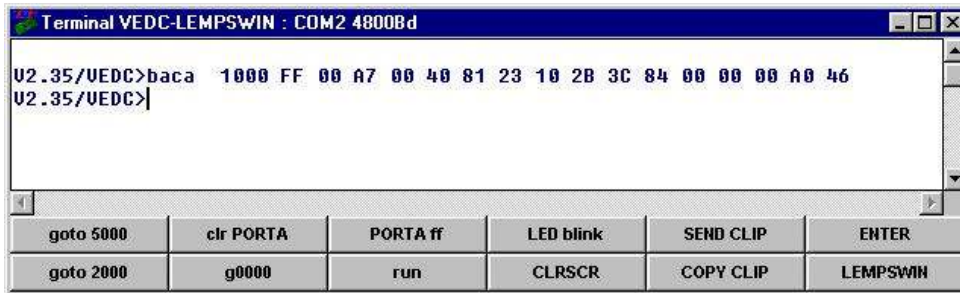 Terminal VEDC-LEMPSWIN : COM2 4800Bd
V2.35/VEDC>baca  1000 FF 00 A7 00 40 81 23 10 2B 3C 84 00 00 00 A0 46
V2.35/VEDC>
goto 5000 clr PORTA PORTA ff LED blink SEND CLIP ENTER
goto 2000 g0000 run CLRSCR COPY CLIP LEMPSWIN